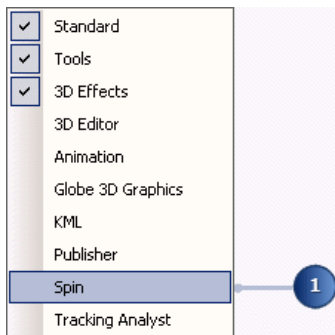 Standard
Tools
3D Effects
3D Editor
Animation
Globe 3D Graphics
KML
Publisher
Spin
1
Tracking Analyst